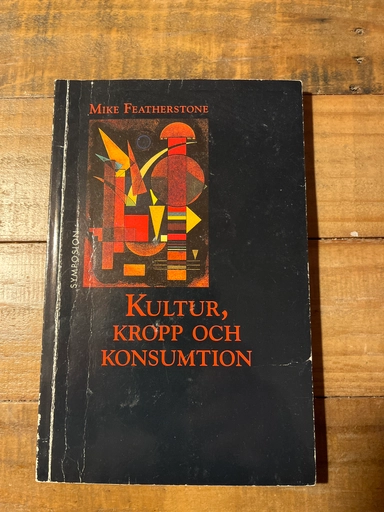 MIKE FEATHERSTONE
SYMPOSION
KULTUR,
KROPP OCH
KONSUMTION